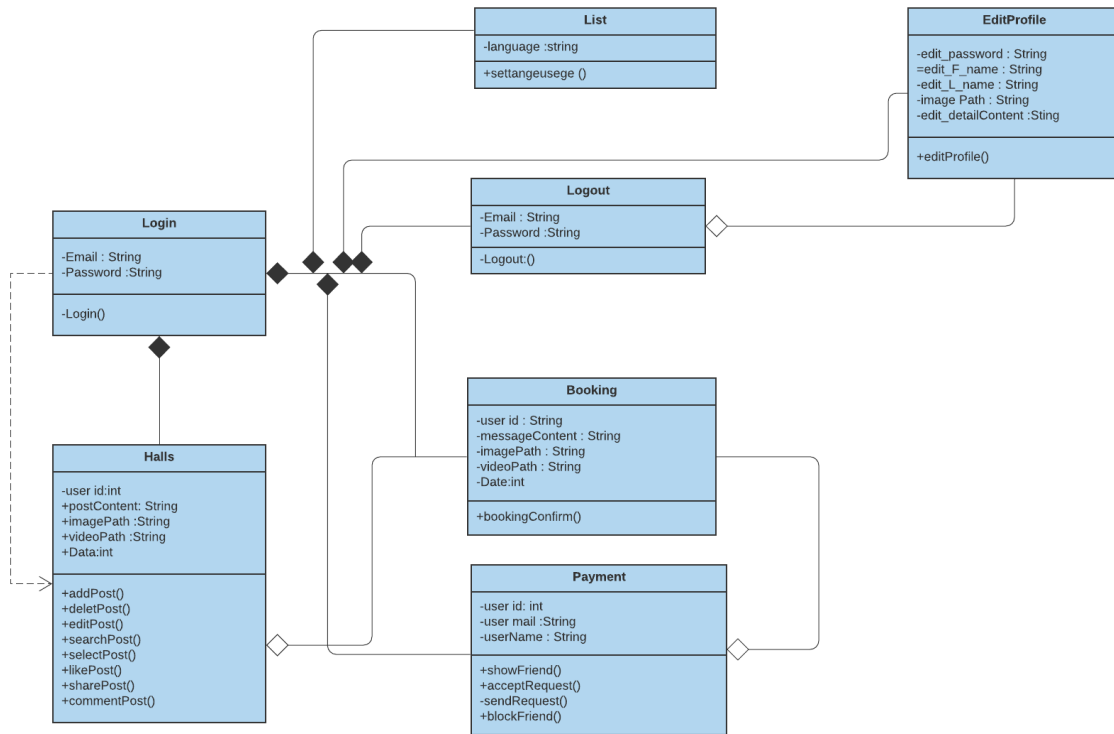 List
-language :string
+settangeusege ()
EditProfile
-edit_password : String
=edit_F_name : String
-edit_L_name : String
-image Path : String
-edit_detailContent :Sting
+editProfile()
Logout
-Email : String
-Password :String
-Logout:()
Login
-Email : String
-Password :String
-Login()
Booking
-user id : String
-messageContent : String
-imagePath : String
-videoPath : String
-Date:int
+bookingConfirm()
Halls
-user id:int
+postContent: String
+imagePath :String
+videoPath :String
+Data:int
+addPost()
+deletPost()
+editPost()
+searchPost()
+selectPost()
+likePost()
+sharePost()
+commentPost()
Payment
-user id: int
-user mail :String
-userName : String
+showFriend()
+acceptRequest()
-sendRequest()
+blockFriend()